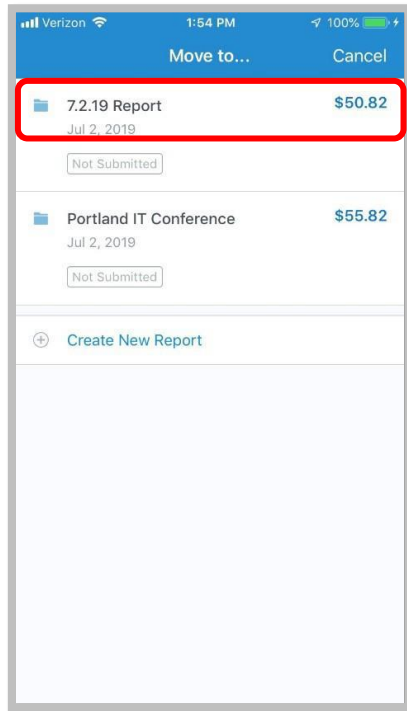 Verizon 1:54 PM 100%
Move to... Cancel
7.2.19 Report $50.82
Jul 2, 2019
Not Submitted
Portland IT Conference $55.82
Jul 2, 2019
Not Submitted
Create New Report